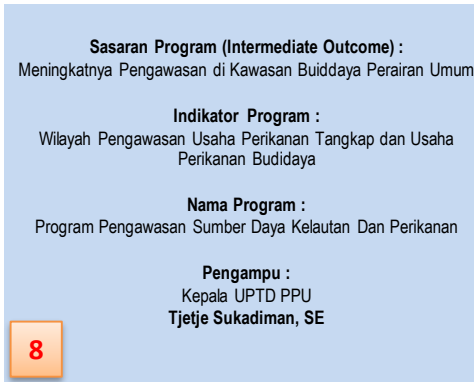 Sasaran Program (Intermediate Outcome) :
Meningkatnya Pengawasan di Kawasan Buiddaya Perairan Umum
Indikator Program :
Wilayah Pengawasan Usaha Perikanan Tangkap dan Usaha
Perikanan Budidaya
Nama Program :
Program Pengawasan Sumber Daya Kelautan Dan Perikanan
Pengampu :
Kepala UPTD PPU
Tjetje Sukadiman, SE
8